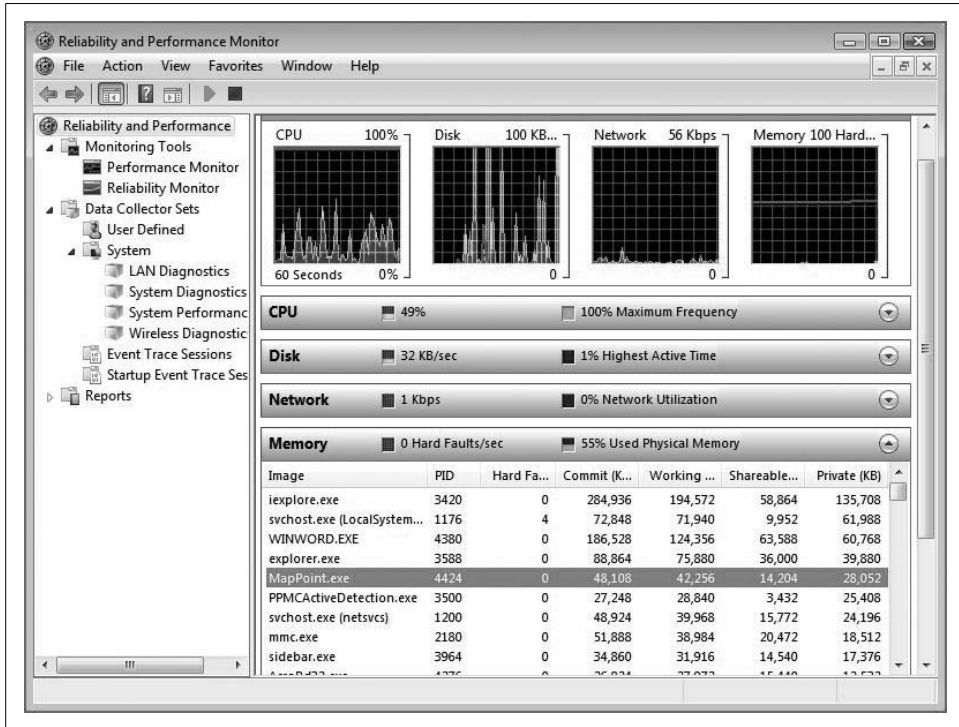 Reliability and Performance Monitor
File Action View Favorites Window Help
Reliability and Performance
Monitoring Tools
Performance Monitor
Reliability Monitor
Data Collector Sets
User Defined
System
LAN Diagnostics
System Diagnostics
System Performanc
Wireless Diagnostic
Event Trace Sessions
Startup Event Trace Ses
Reports
CPU 100% Disk 100 KB... Network 56 Kbps Memory 100 Hard...
60 Seconds 0% 0 0 0
CPU 49% 100% Maximum Frequency
Disk 32 KB/sec 1% Highest Active Time
Network 1 Kbps 0% Network Utilization
Memory 0 Hard Faults/sec 55% Used Physical Memory
Image PID Hard Fa... Commit (K... Working ... Shareable... Private (KB)
iexplore.exe 3420 0 284,936 194,572 58,864 135,708
svchost.exe (LocalSystem... 1176 4 72,848 71,940 9,952 61,988
WINWORD.EXE 4380 0 186,528 124,356 63,588 60,768
explorer.exe 3588 0 88,864 75,880 36,000 39,880
MapPoint.exe 4424 0 48,108 42,256 14,204 28,052
PPMCActiveDetection.exe 3500 0 27,248 28,840 3,432 25,408
svchost.exe (netsvcs) 1200 0 48,924 39,968 15,772 24,196
mmc.exe 2180 0 51,888 38,984 20,472 18,512
sidebar.exe 3964 0 34,860 31,916 14,540 17,376